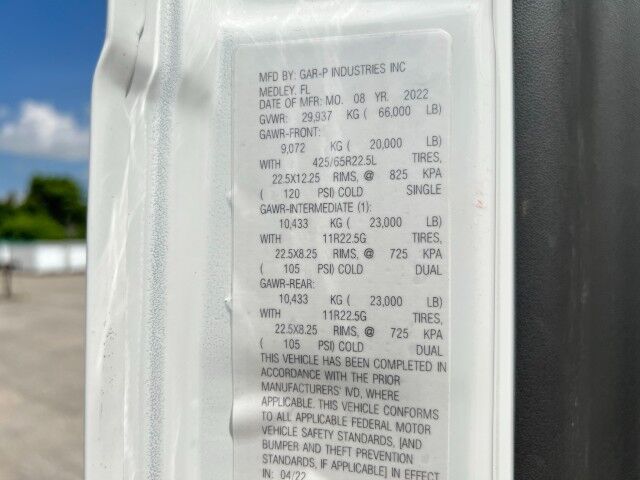 MFD BY: GAR-P INDUSTRIES INC
MEDLEY, FL
DATE OF MFR: MO. 08 YR. 2022
GVWR: 29,937 KG ( 66,000 LB)
GAWR-FRONT:
9,072 KG ( 20,000 LB)
WITH 425/65R22.5L TIRES,
22.5X12.25 RIMS, @ 825 KPA
( 120 PSI) COLD SINGLE
GAWR-INTERMEDIATE (1):
10,433 KG ( 23,000 LB)
WITH 11R22.5G TIRES,
22.5X8.25 RIMS, @ 725 KPA
( 105 PSI) COLD DUAL
GAWR-REAR:
10,433 KG ( 23,000 LB)
WITH 11R22.5G TIRES,
22.5X8.25 RIMS, @ 725 KPA
( 105 PSI) COLD DUAL
THIS VEHICLE HAS BEEN COMPLETED IN
ACCORDANCE WITH THE PRIOR
MANUFACTURERS' IVD, WHERE
APPLICABLE. THIS VEHICLE CONFORMS
TO ALL APPLICABLE FEDERAL MOTOR
VEHICLE SAFETY STANDARDS, [AND
BUMPER AND THEFT PREVENTION
STANDARDS, IF APPLICABLE] IN EFFECT
IN: 04/22